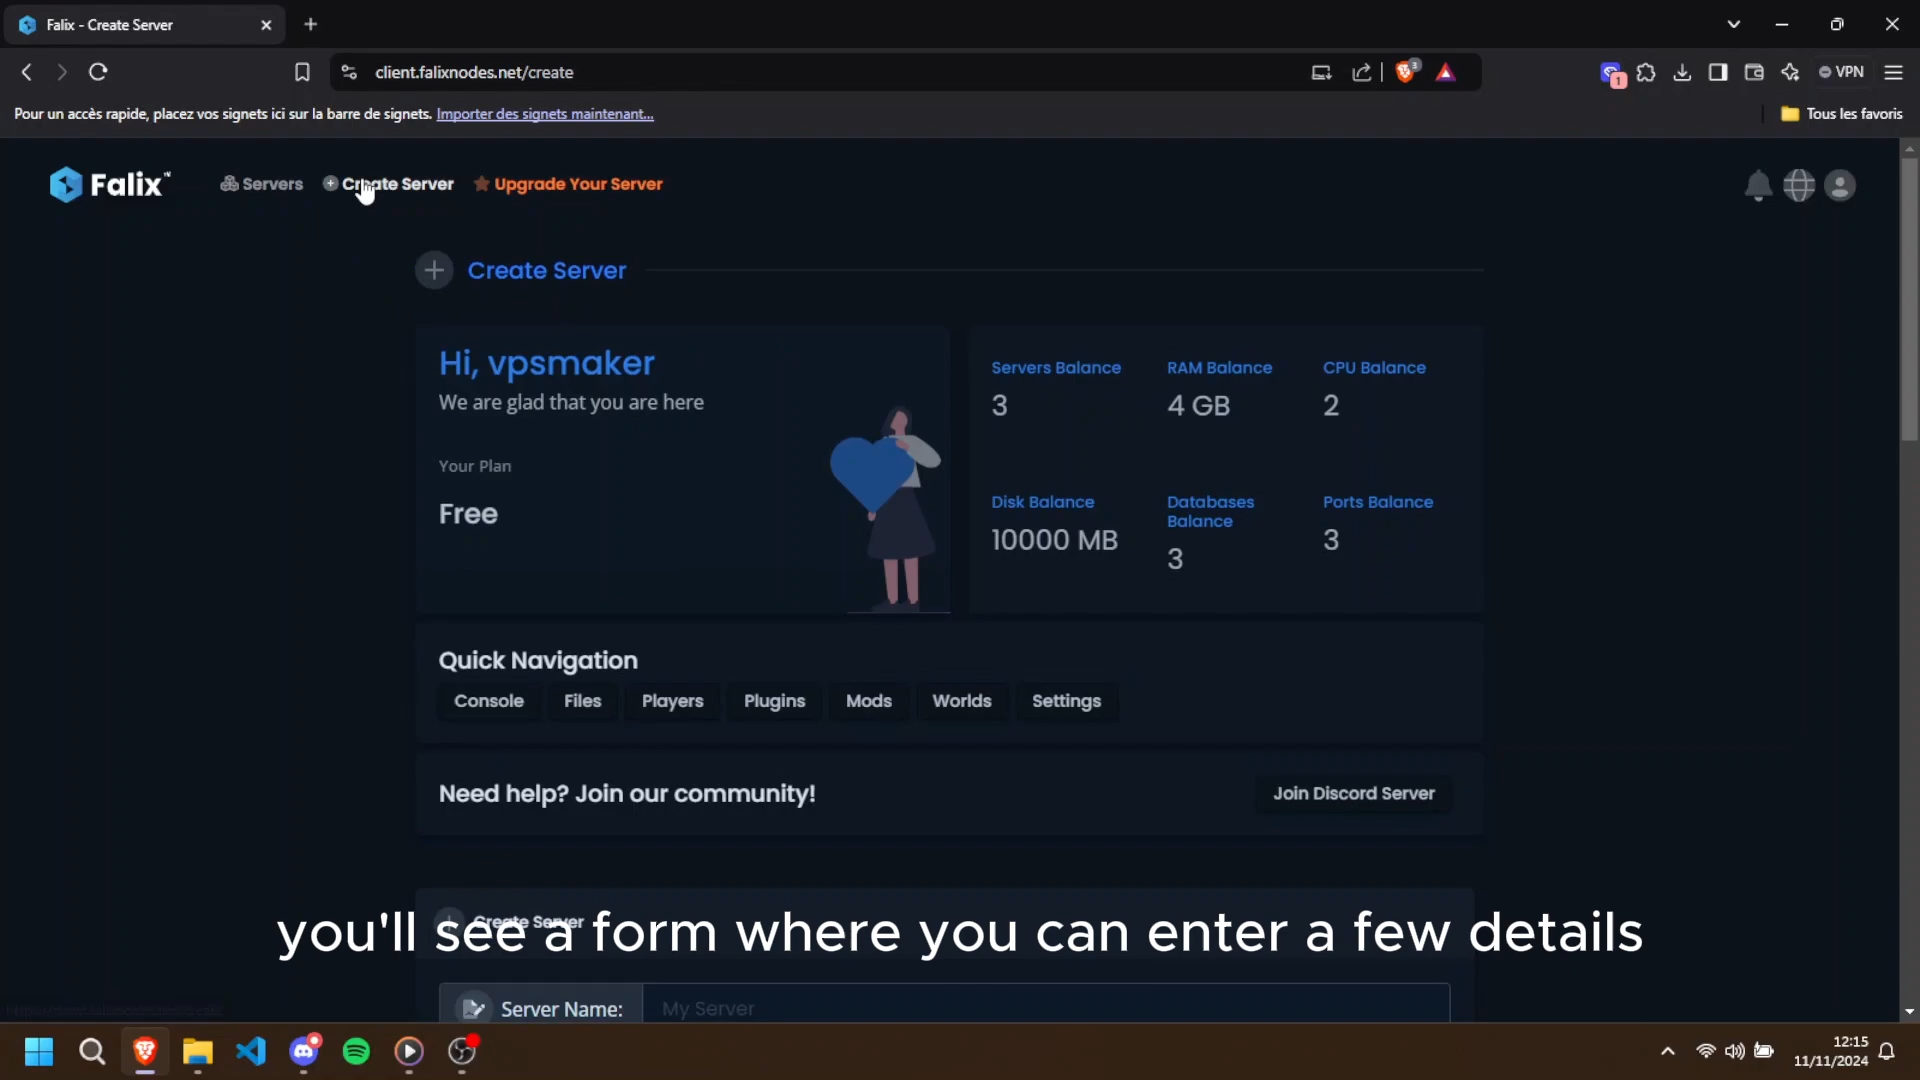 Falix - Create Server
client.falixnodes.net/create
3
1
VPN
Pour un accès rapide, placez vos signets ici sur la barre de signets. Importer des signets maintenant...
Tous les favoris
Falix™
Servers
Create Server
Upgrade Your Server
Create Server
Hi, vpsmaker
We are glad that you are here
Your Plan
Free
Servers Balance
3
RAM Balance
4 GB
CPU Balance
2
Disk Balance
10000 MB
Databases
Balance
3
Ports Balance
3
Quick Navigation
Console Files Players Plugins Mods Worlds Settings
Need help? Join our community!
Join Discord Server
Create Server
you'll see a form where you can enter a few details
Server Name:
My Server
12:15
11/11/2024